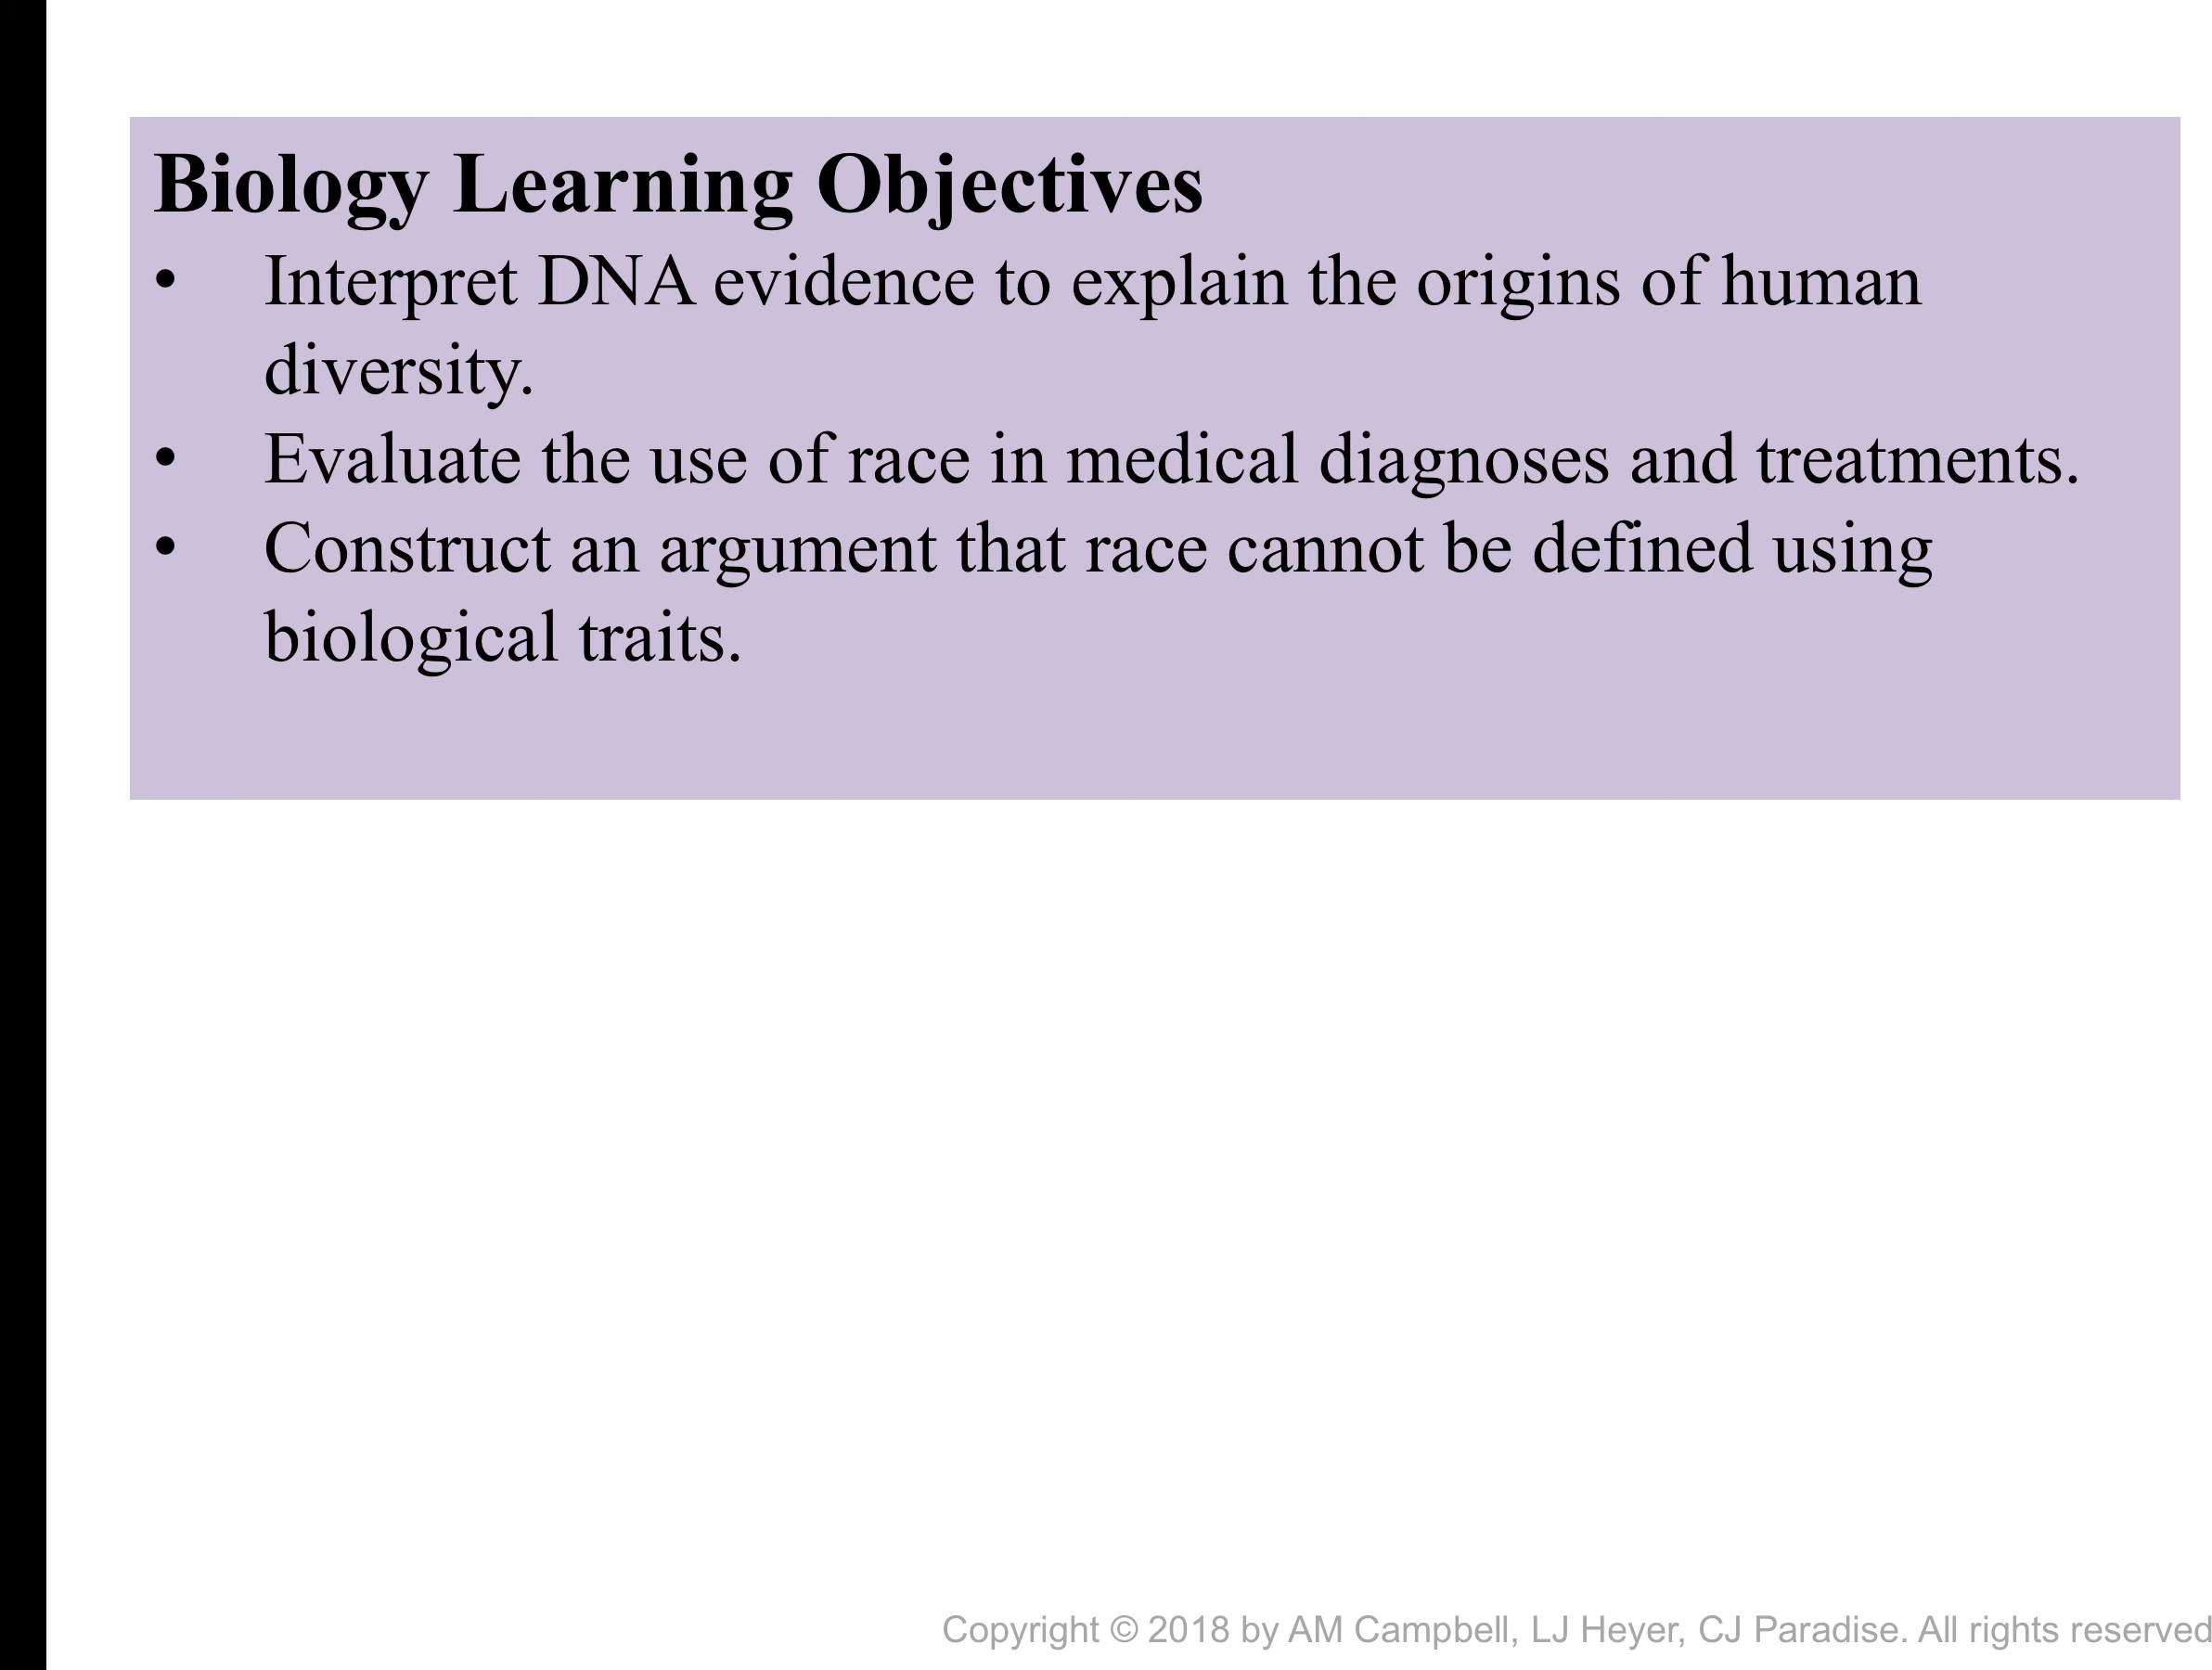 Biology Learning Objectives
• Interpret DNA evidence to explain the origins of human
diversity.
• Evaluate the use of race in medical diagnoses and treatments.
• Construct an argument that race cannot be defined using
biological traits.
Copyright © 2018 by AM Campbell, LJ Heyer, CJ Paradise. All rights reserved